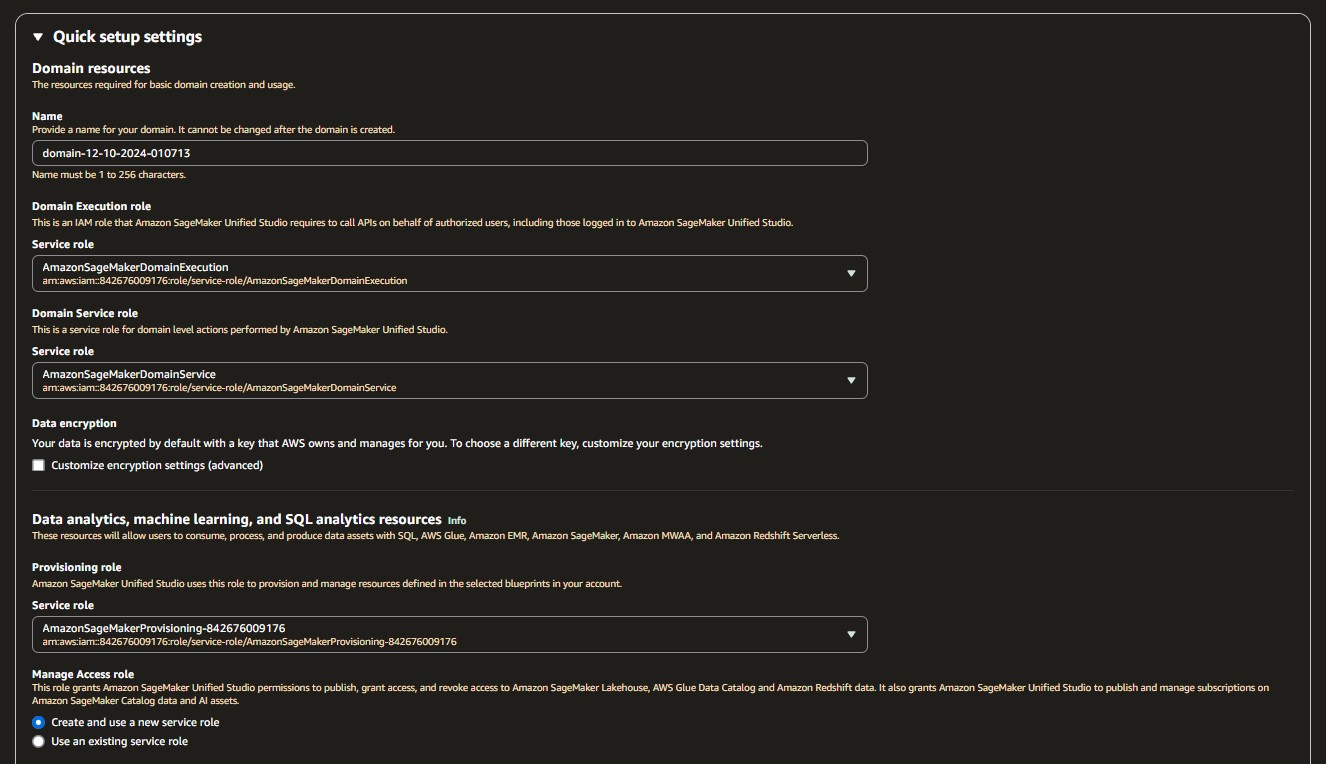 Quick setup settings
Domain resources
The resources required for basic domain creation and usage.
Name
Provide a name for your domain. It cannot be changed after the domain is created.
domain-12-10-2024-010713
Name must be 1 to 256 characters.
Domain Execution role
This is an IAM role that Amazon SageMaker Unified Studio requires to call APIs on behalf of authorized users, including those logged in to Amazon SageMaker Unified Studio.
Service role
AmazonSageMakerDomainExecution
arn:aws:iam::842676009176:role/service-role/AmazonSageMakerDomainExecution
Domain Service role
This is a service role for domain level actions performed by Amazon SageMaker Unified Studio.
Service role
AmazonSageMakerDomainService
arn:aws:iam::842676009176:role/service-role/AmazonSageMakerDomainService
Data encryption
Your data is encrypted by default with a key that AWS owns and manages for you. To choose a different key, customize your encryption settings.
Customize encryption settings (advanced)
Data analytics, machine learning, and SQL analytics resources Info
These resources will allow users to consume, process, and produce data assets with SQL, AWS Glue, Amazon EMR, Amazon SageMaker, Amazon MWAA, and Amazon Redshift Serverless.
Provisioning role
Amazon SageMaker Unified Studio uses this role to provision and manage resources defined in the selected blueprints in your account.
Service role
AmazonSageMakerProvisioning-842676009176
arn:aws:iam::842676009176:role/service-role/AmazonSageMakerProvisioning-842676009176
Manage Access role
This role grants Amazon SageMaker Unified Studio permissions to publish, grant access, and revoke access to Amazon SageMaker Lakehouse, AWS Glue Data Catalog and Amazon Redshift data. It also grants Amazon SageMaker Unified Studio to publish and manage subscriptions on
Amazon SageMaker Catalog data and AI assets.
Create and use a new service role
Use an existing service role